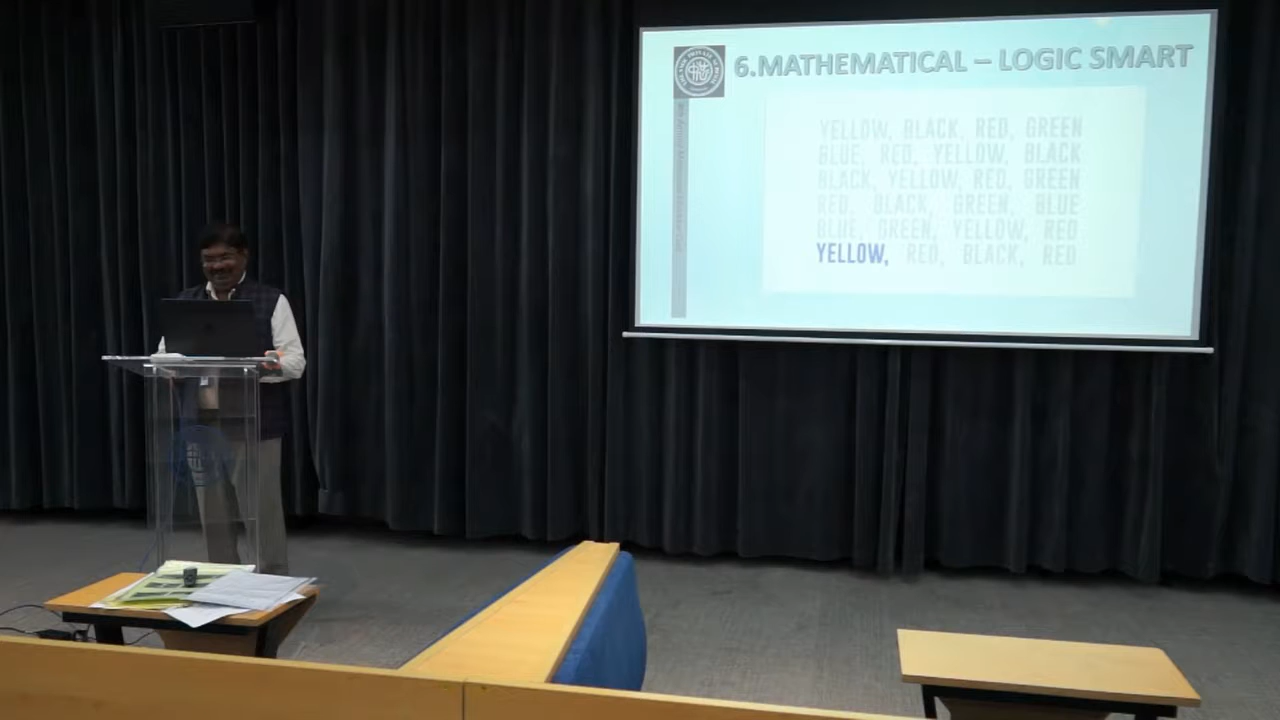 6.MATHEMATICAL – LOGIC SMART
YELLOW, BLACK, RED, GREEN
BLUE, RED, YELLOW, BLACK
BLACK, YELLOW, RED, GREEN
RED, BLACK, GREEN, BLUE
BLUE, GREEN, YELLOW, RED
YELLOW, RED, BLACK, RED